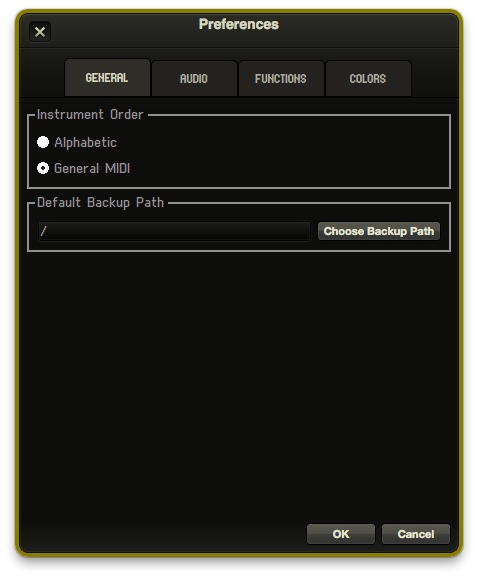 Preferences
GENERAL AUDIO FUNCTIONS COLORS
Instrument Order
Alphabetic
General MIDI
Default Backup Path
/ Choose Backup Path
OK Cancel